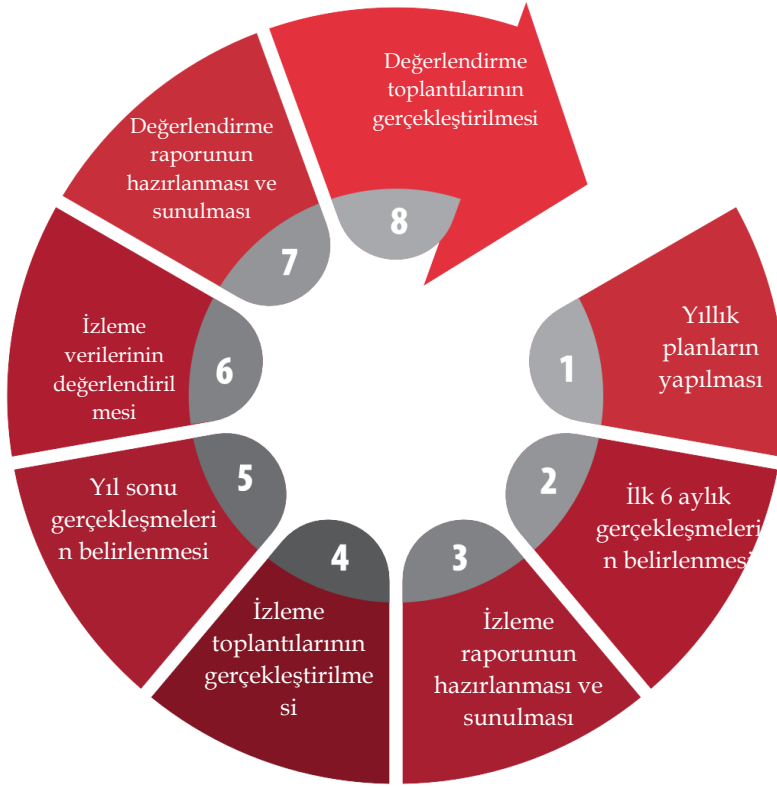 1
Yıllık
planların
yapılması
2
İlk 6 aylık
gerçekleşmeleri
n belirlenmesi
3
İzleme
raporunun
hazırlanması ve
sunulması
4
İzleme
toplantılarının
gerçekleştirilme
si
5
Yıl sonu
gerçekleşmeleri
n belirlenmesi
6
İzleme
verilerinin
değerlendiril
mesi
7
Değerlendirme
raporunun
hazırlanması ve
sunulması
8
Değerlendirme
toplantılarının
gerçekleştirilmesi